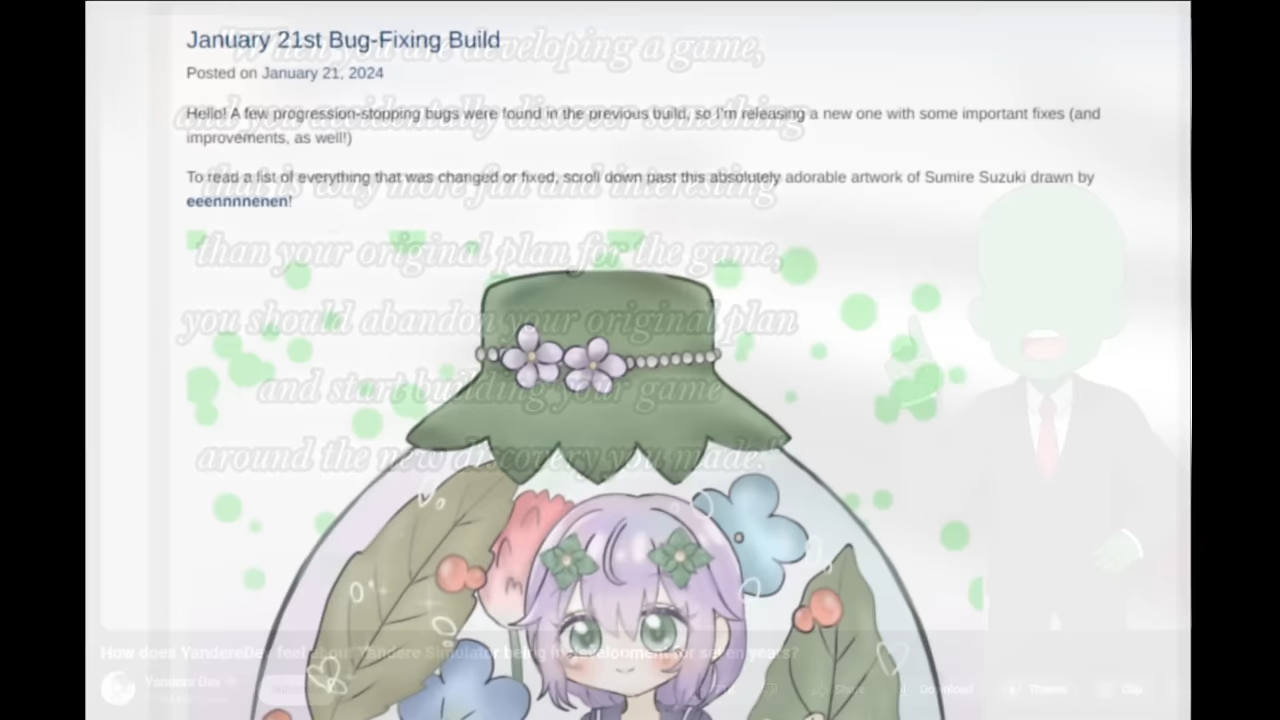 January 21st Bug-Fixing Build
"When you are developing a game,
Posted on January 21, 2024
and you accidentally discover something
Hello! A few progression-stopping bugs were found in the previous build, so I'm releasing a new one with some important fixes (and
improvements, as well!)
that is way more fun and interesting
To read a list of everything that was changed or fixed, scroll down past this absolutely adorable artwork of Sumire Suzuki drawn by
eeennnnenen!
than your original plan for the game,
you should abandon your original plan
and start building your game
around the new discovery you made."
How does YandereDev feel about Yandere Simulator being in development for seven years?
Yandere Dev
Share
Download
Thanks
Clip